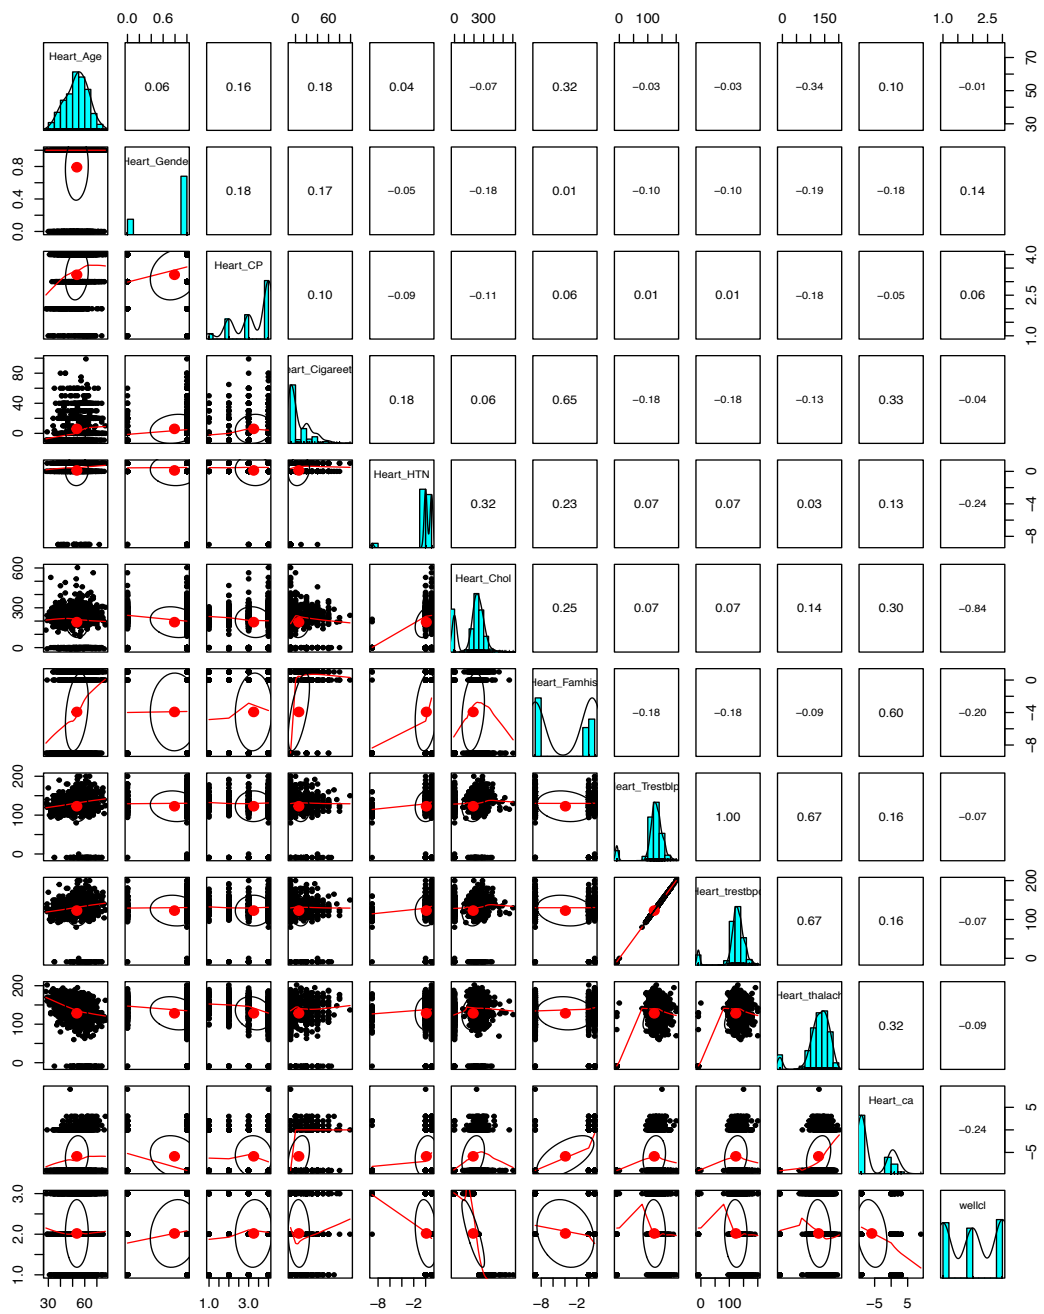 0.0 0.6 0 60 0 300 0 100 0 150 1.0 2.5
Heart_Age 0.06 0.16 0.18 0.04 −0.07 0.32 −0.03 −0.03 −0.34 0.10 −0.01 30 50 70
0.0 0.4 0.8 Heart_Gende 0.18 0.17 −0.05 −0.18 0.01 −0.10 −0.10 −0.19 −0.18 0.14
Heart_CP 0.10 −0.09 −0.11 0.06 0.01 0.01 −0.18 −0.05 0.06 1.0 2.5 4.0
0 40 80 eart_Cigareet 0.18 0.06 0.65 −0.18 −0.18 −0.13 0.33 −0.04
Heart_HTN 0.32 0.23 0.07 0.07 0.03 0.13 −0.24 −8 −4 0
0 300 600 Heart_Chol 0.25 0.07 0.07 0.14 0.30 −0.84
Heart_Famhis −0.18 −0.18 −0.09 0.60 −0.20 −8 −4 0
0 100 200 eart_Trestblp 1.00 0.67 0.16 −0.07
Heart_trestbp 0.67 0.16 −0.07 0 100 200
0 100 200 Heart_thalach 0.32 −0.09
Heart_ca −0.24 −5 5
1.0 2.0 3.0 wellcl
30 60 1.0 3.0 −8 −2 −8 −2 0 100 −5 5